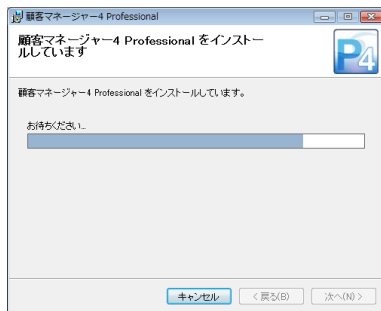 顧客マネージャー4 Professional
顧客マネージャー4 Professional をインストー
ルしています
P4
顧客マネージャー4 Professional をインストールしています。
お待ちください...
キャンセル
< 戻る(B)
次へ(N) >